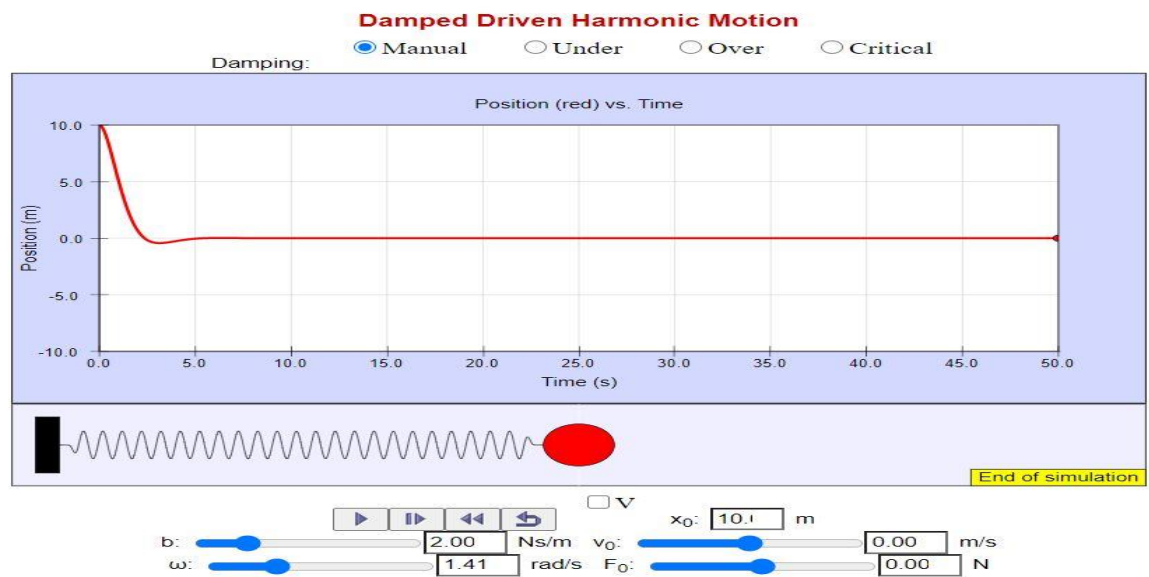 Damped Driven Harmonic Motion
Manual Under Over Critical
Damping:
Position (red) vs. Time
10.0
5.0
0.0
-5.0
-10.0
Position (m)
0.0 5.0 10.0 15.0 20.0 25.0 30.0 35.0 40.0 45.0 50.0
Time (s)
End of simulation
V
x₀: 10.( m
b: 2.00 Ns/m v₀: 0.00 m/s
ω: 1.41 rad/s F₀: 0.00 N